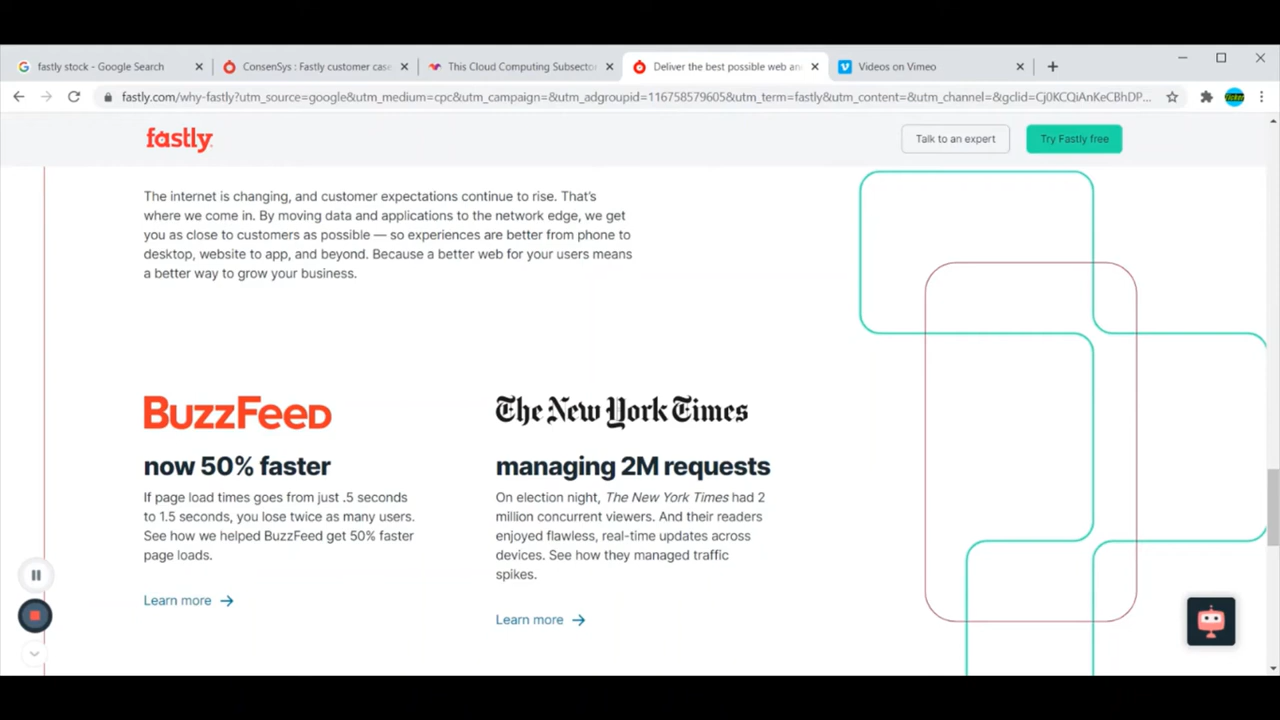 fastly stock - Google Search
ConsenSys : Fastly customer case
This Cloud Computing Subsector
Deliver the best possible web an
Videos on Vimeo
fastly.com/why-fastly?utm_source=google&utm_medium=cpc&utm_campaign=&utm_adgroupid=116758579605&utm_term=fastly&utm_content=&utm_channel=&gclid=Cj0KCQiAnKeCBhDP...
fastly
Talk to an expert
Try Fastly free
The internet is changing, and customer expectations continue to rise. That's
where we come in. By moving data and applications to the network edge, we get
you as close to customers as possible — so experiences are better from phone to
desktop, website to app, and beyond. Because a better web for your users means
a better way to grow your business.
BuzzFeed
now 50% faster
If page load times goes from just .5 seconds
to 1.5 seconds, you lose twice as many users.
See how we helped BuzzFeed get 50% faster
page loads.
Learn more
The New York Times
managing 2M requests
On election night, The New York Times had 2
million concurrent viewers. And their readers
enjoyed flawless, real-time updates across
devices. See how they managed traffic
spikes.
Learn more